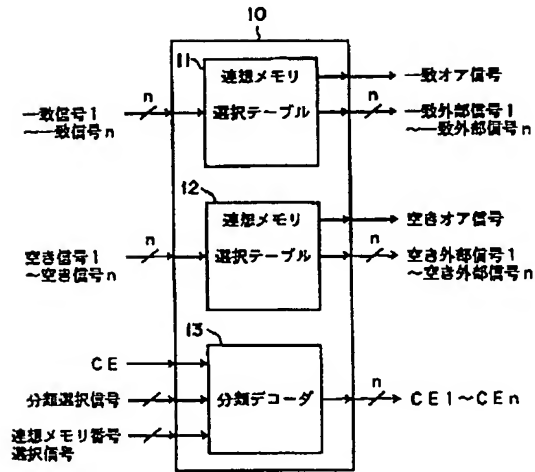 10
11
連想メモリ
選択テーブル
n
一致信号1
～一致信号n
一致オア信号
n
一致外部信号1
～一致外部信号n
12
連想メモリ
選択テーブル
n
空き信号1
～空き信号n
空きオア信号
n
空き外部信号1
～空き外部信号n
13
分類デコーダ
CE
分類選択信号
連想メモリ番号
選択信号
n
CE1～CEn